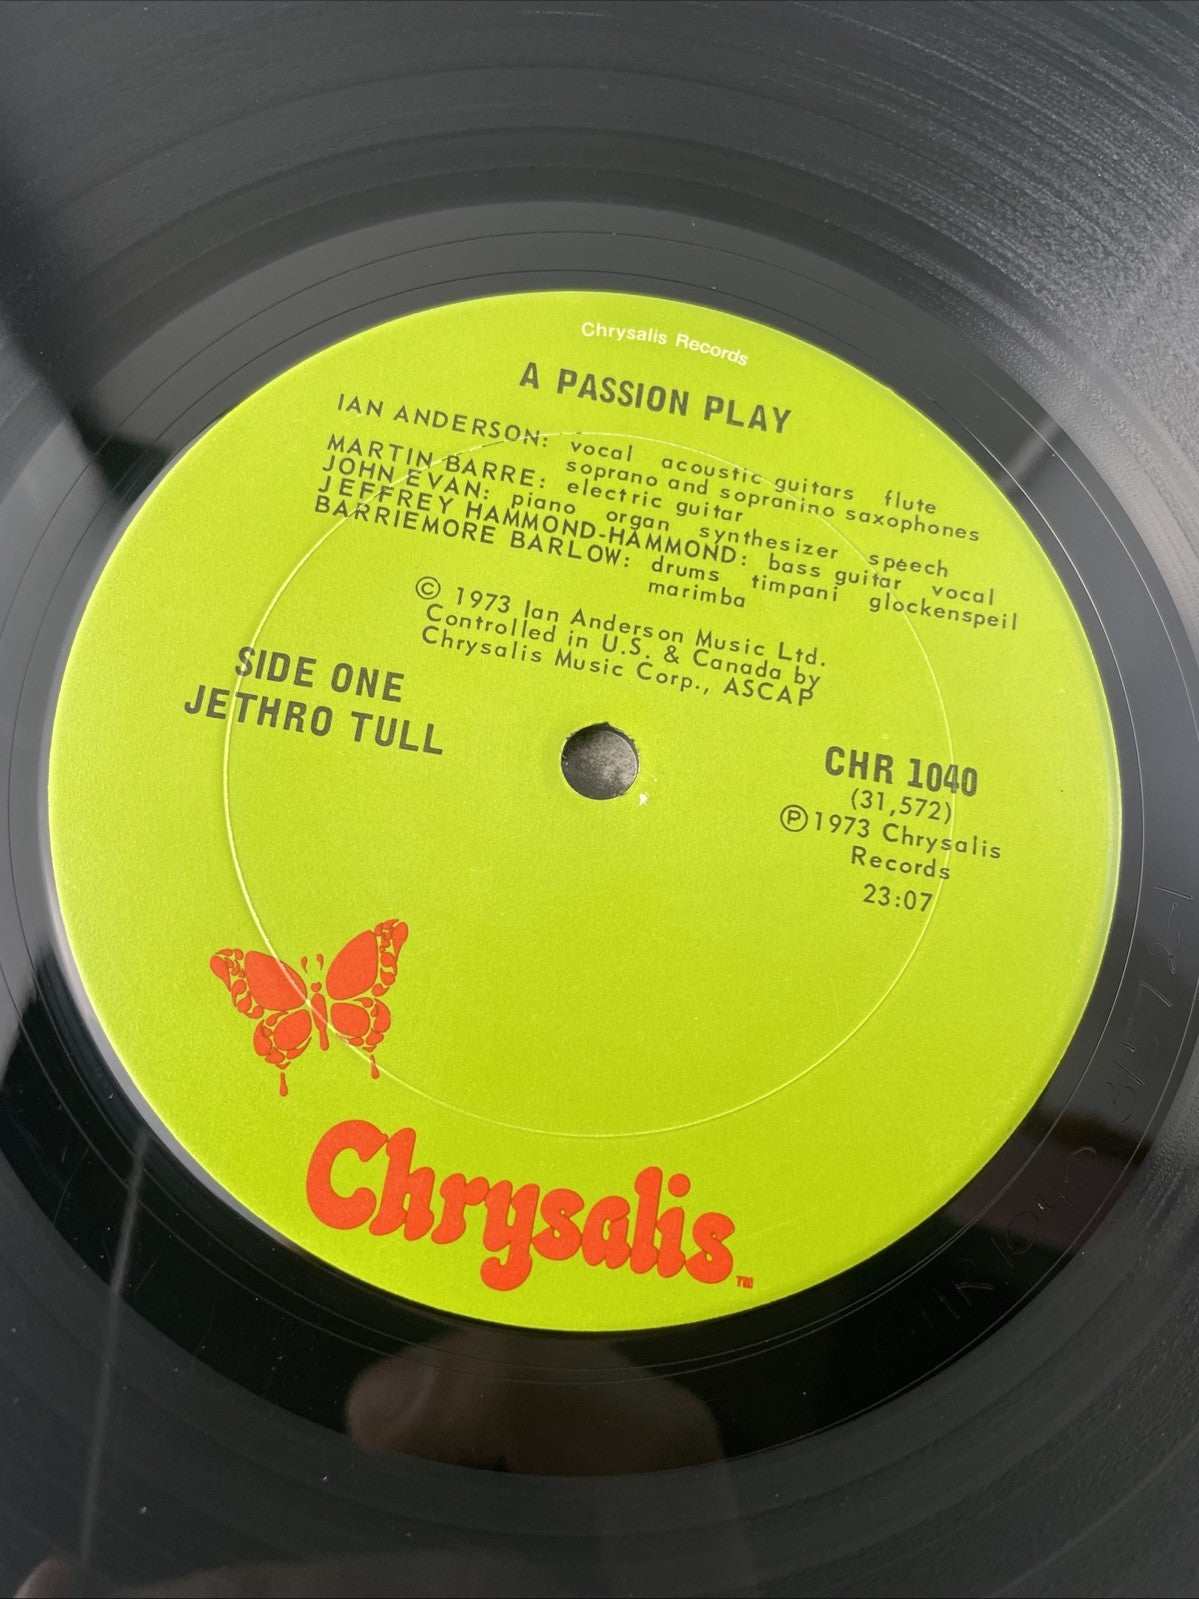 Chrysalis Records
A PASSION PLAY
IAN ANDERSON: vocal acoustic guitars flute
soprano and sopranino saxophones
MARTIN BARRE: electric guitar
JOHN EVAN: piano organ synthesizer speech
JEFFREY HAMMOND-HAMMOND: bass guitar vocal
BARRIEMORE BARLOW: drums timpani glockenspeil
marimba
© 1973 Ian Anderson Music Ltd.
Controlled in U.S. & Canada by
Chrysalis Music Corp., ASCAP
SIDE ONE
JETHRO TULL
CHR 1040
(31,572)
Ⓟ1973 Chrysalis
Records
23:07
Chrysalis™